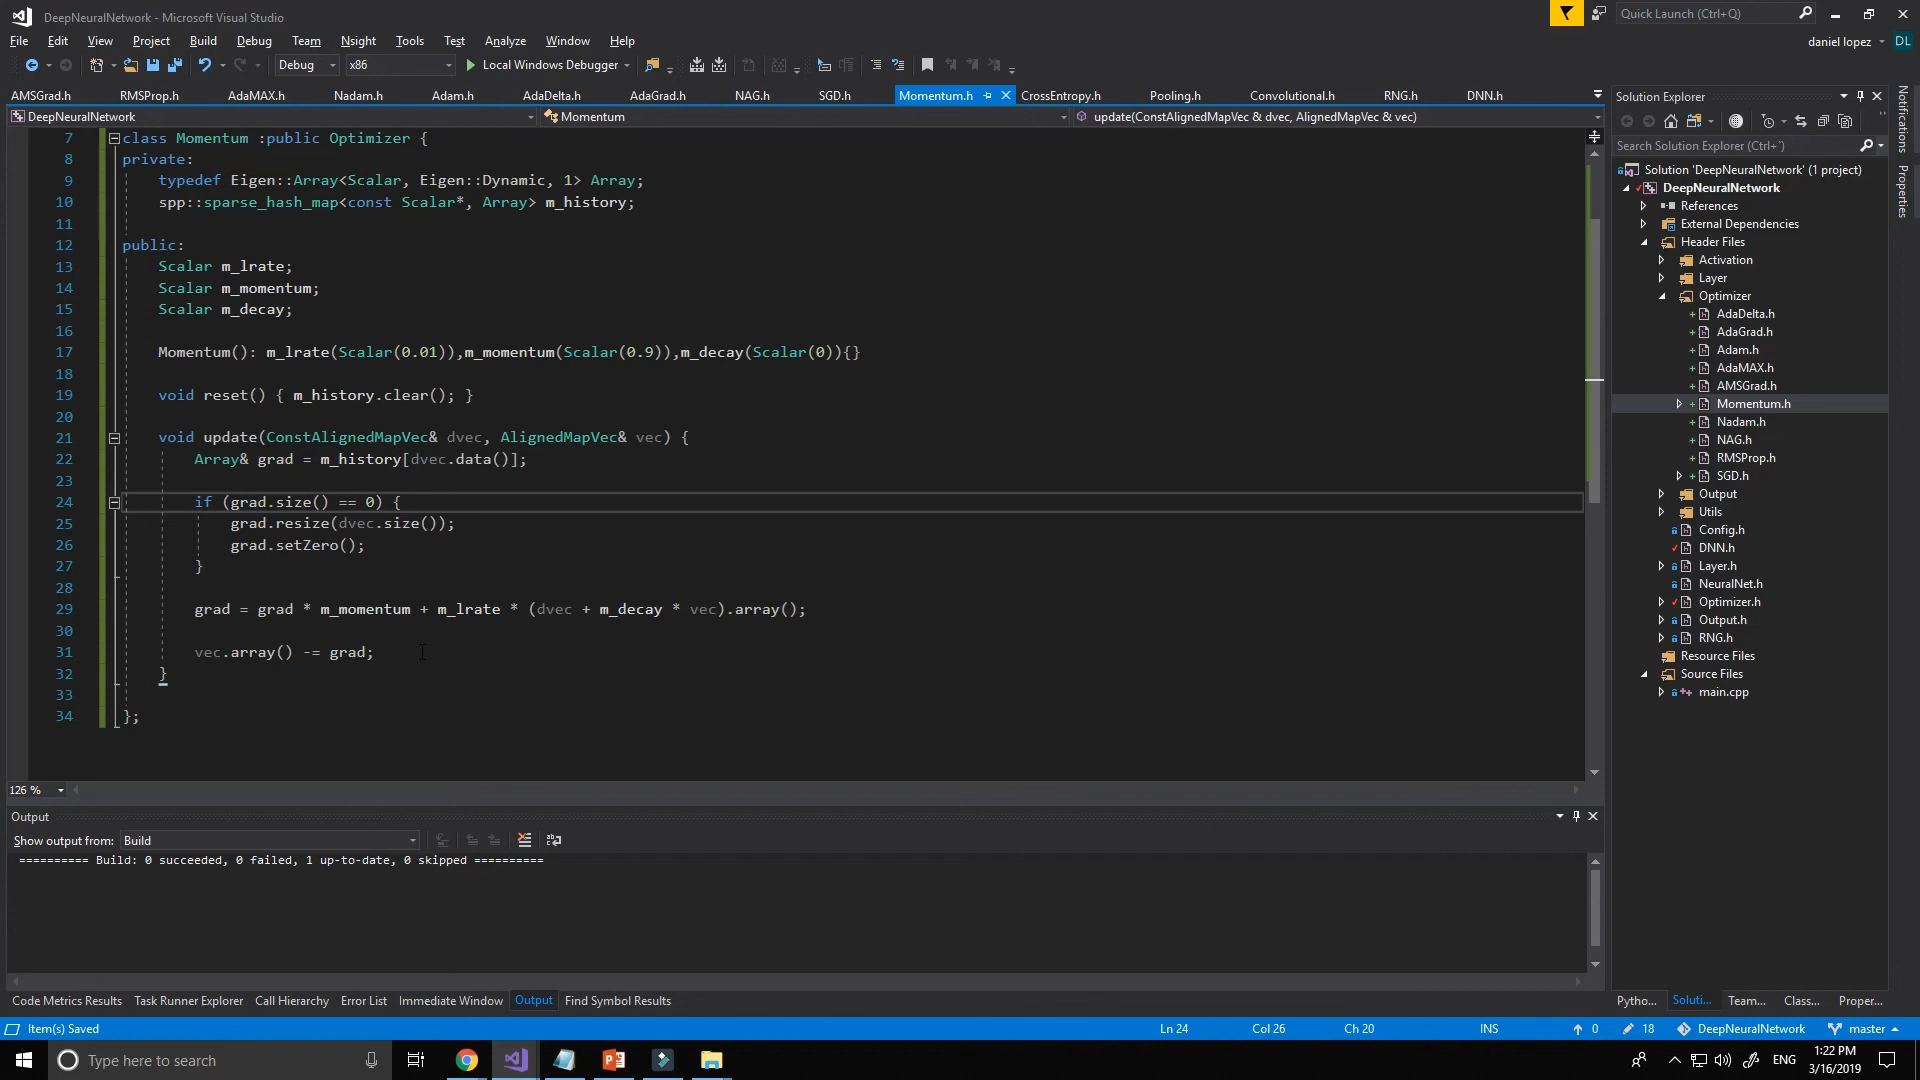 DeepNeuralNetwork - Microsoft Visual Studio
Quick Launch (Ctrl+Q)
File Edit View Project Build Debug Team Nsight Tools Test Analyze Window Help
daniel lopez DL
Debug x86 Local Windows Debugger
AMSGrad.h RMSProp.h AdaMAX.h Nadam.h Adam.h AdaDelta.h AdaGrad.h NAG.h SGD.h Momentum.h CrossEntropy.h Pooling.h Convolutional.h RNG.h DNN.h
DeepNeuralNetwork Momentum update(ConstAlignedMapVec & dvec, AlignedMapVec & vec)
7 class Momentum :public Optimizer {
8 private:
9 typedef Eigen::Array<Scalar, Eigen::Dynamic, 1> Array;
10 spp::sparse_hash_map<const Scalar*, Array> m_history;
11
12 public:
13 Scalar m_lrate;
14 Scalar m_momentum;
15 Scalar m_decay;
16
17 Momentum(): m_lrate(Scalar(0.01)),m_momentum(Scalar(0.9)),m_decay(Scalar(0)){}
18
19 void reset() { m_history.clear(); }
20
21 void update(ConstAlignedMapVec& dvec, AlignedMapVec& vec) {
22 Array& grad = m_history[dvec.data()];
23
24 if (grad.size() == 0) {
25 grad.resize(dvec.size());
26 grad.setZero();
27 }
28
29 grad = grad * m_momentum + m_lrate * (dvec + m_decay * vec).array();
30
31 vec.array() -= grad;
32 }
33
34 };
126 %
Output
Show output from: Build
========== Build: 0 succeeded, 0 failed, 1 up-to-date, 0 skipped ==========
Code Metrics Results Task Runner Explorer Call Hierarchy Error List Immediate Window Output Find Symbol Results
Solution Explorer
Search Solution Explorer (Ctrl+¨)
Solution 'DeepNeuralNetwork' (1 project)
DeepNeuralNetwork
References
External Dependencies
Header Files
Activation
Layer
Optimizer
AdaDelta.h
AdaGrad.h
Adam.h
AdaMAX.h
AMSGrad.h
Momentum.h
Nadam.h
NAG.h
RMSProp.h
SGD.h
Output
Utils
Config.h
DNN.h
Layer.h
NeuralNet.h
Optimizer.h
Output.h
RNG.h
Resource Files
Source Files
main.cpp
Pytho... Soluti... Team... Class... Proper...
Notifications
Properties
Item(s) Saved Ln 24 Col 26 Ch 20 INS 0 18 DeepNeuralNetwork master
Type here to search ENG 1:22 PM
3/16/2019